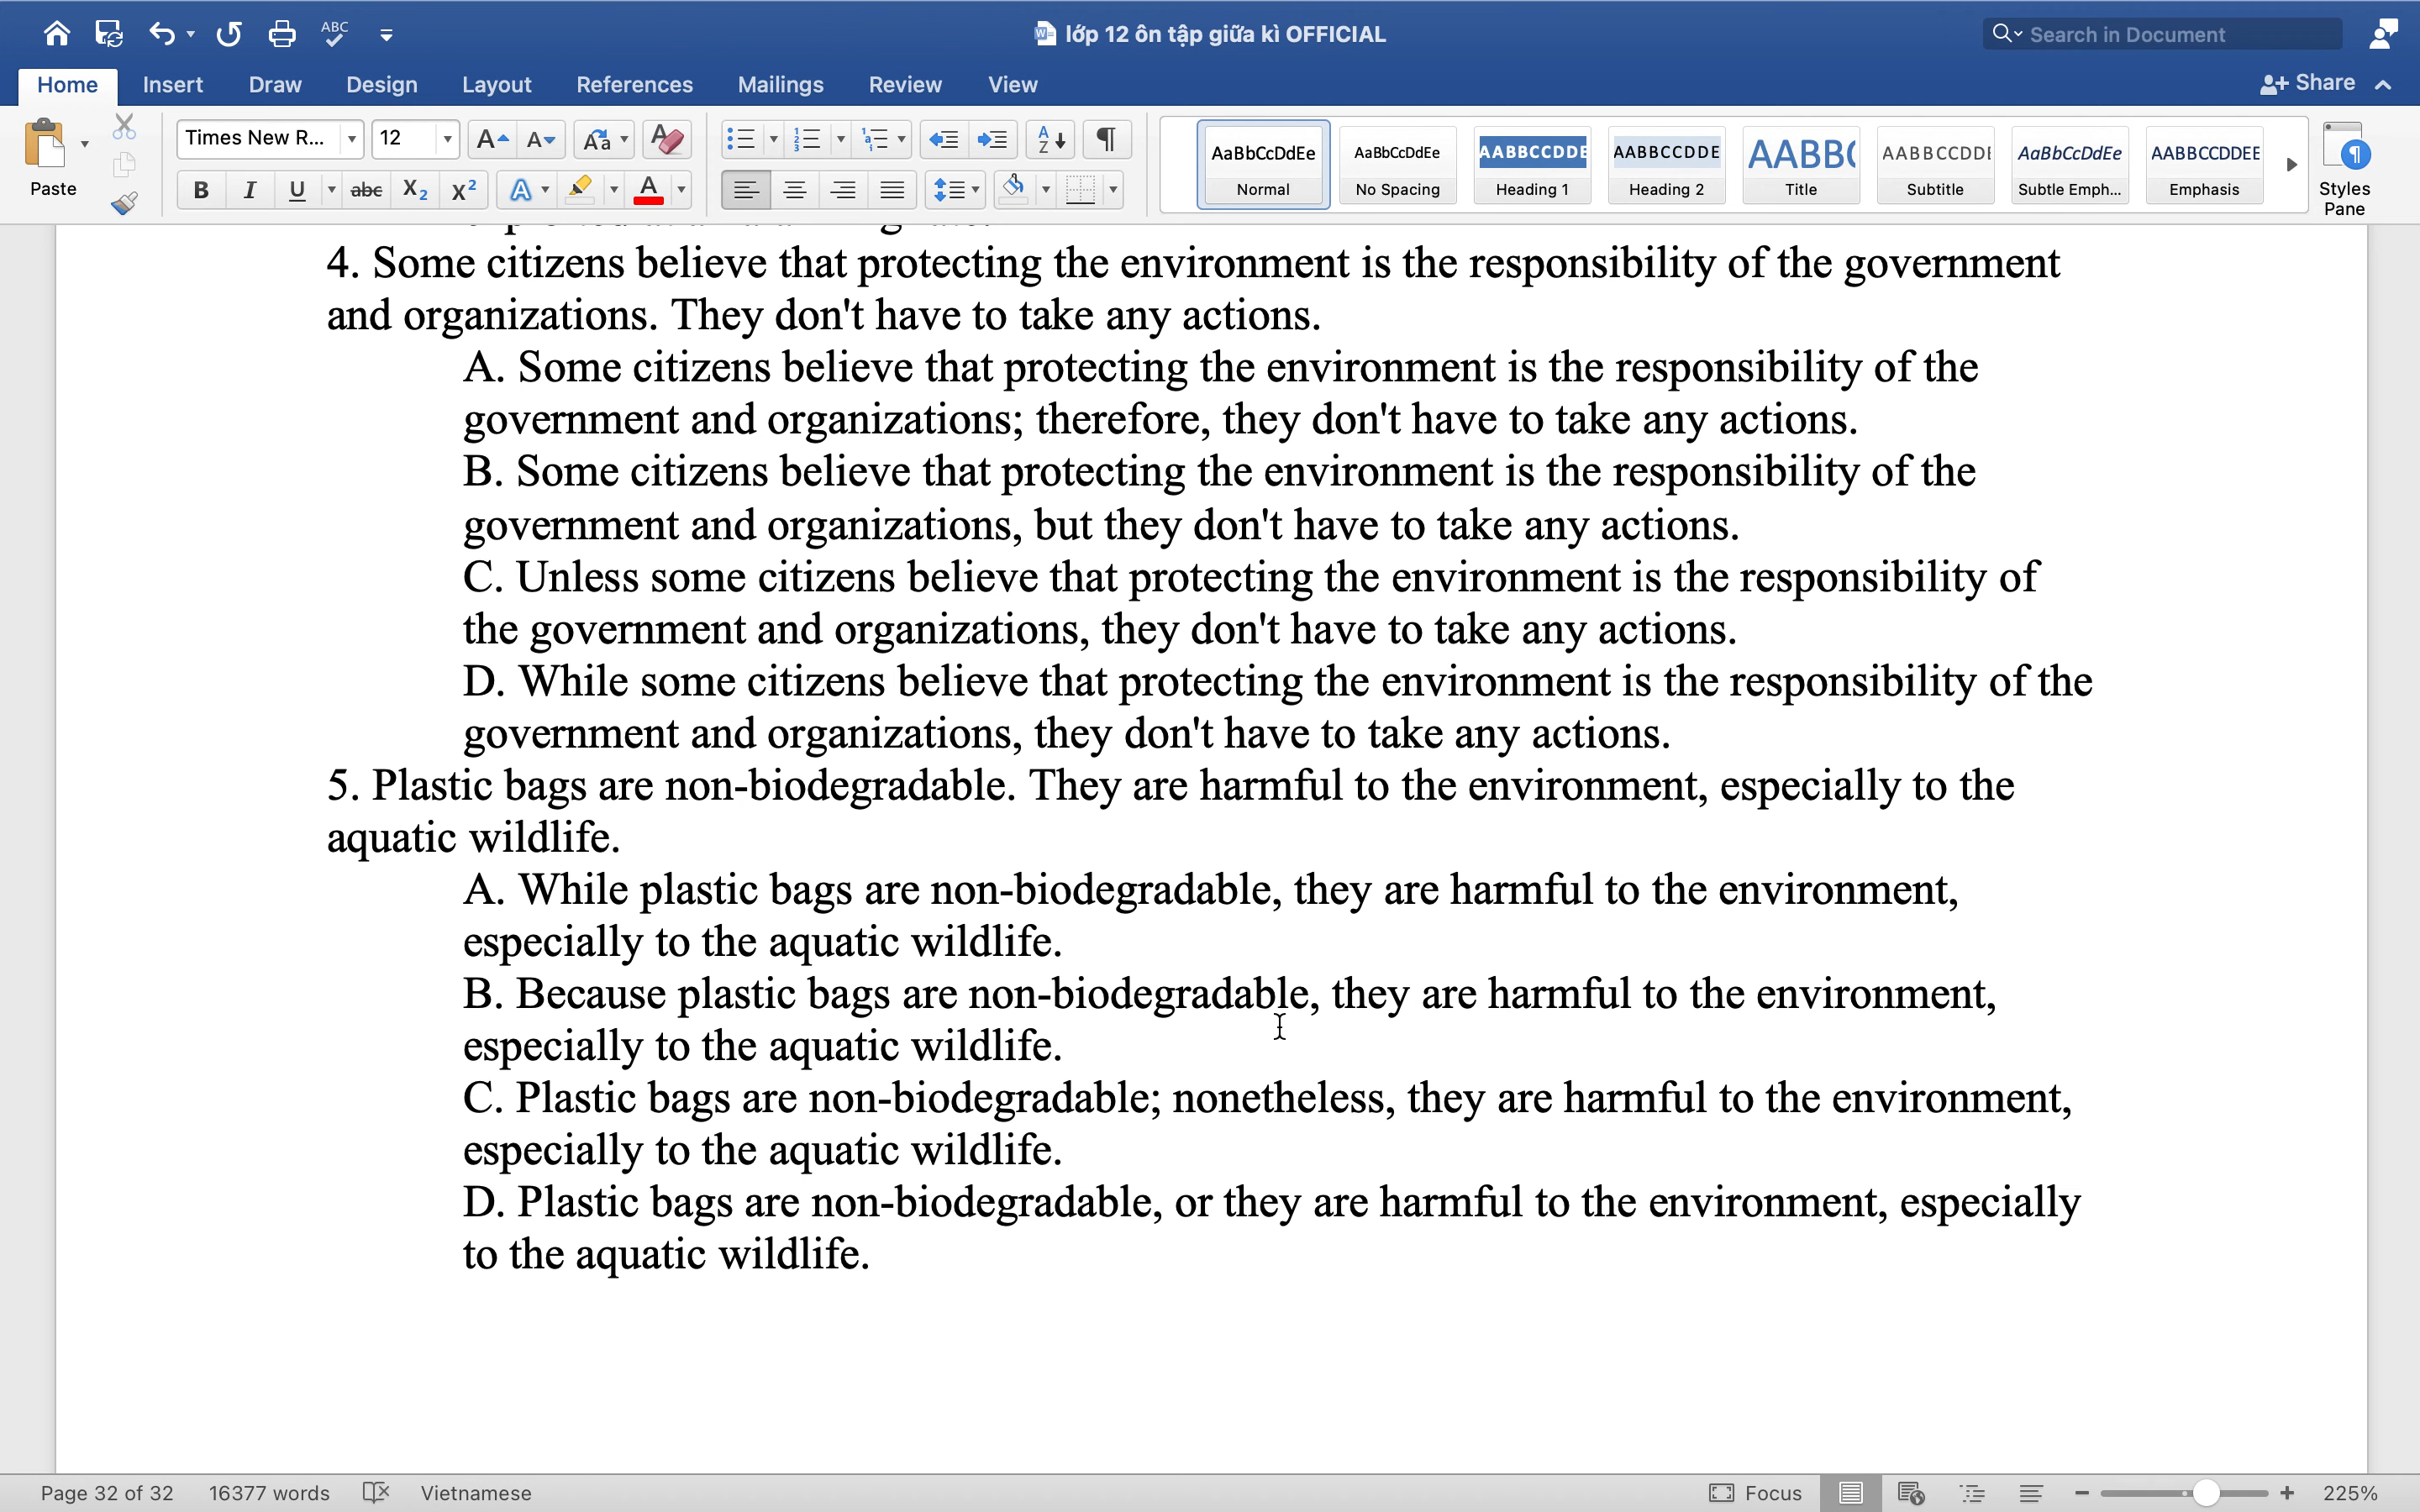 ABC
lớp 12 ôn tập giữa kì OFFICIAL
Search in Document
Home Insert Draw Design Layout References Mailings Review View Share
Paste
Times New R... 12
AaBbCcDdEe AaBbCcDdEe AABBCCDDE AABBCCDDE AABB( AABBCCDDE AaBbCcDdEe AABBCCDDEE
Normal No Spacing Heading 1 Heading 2 Title Subtitle Subtle Emph... Emphasis
Styles
Pane
4. Some citizens believe that protecting the environment is the responsibility of the government
and organizations. They don't have to take any actions.
A. Some citizens believe that protecting the environment is the responsibility of the
government and organizations; therefore, they don't have to take any actions.
B. Some citizens believe that protecting the environment is the responsibility of the
government and organizations, but they don't have to take any actions.
C. Unless some citizens believe that protecting the environment is the responsibility of
the government and organizations, they don't have to take any actions.
D. While some citizens believe that protecting the environment is the responsibility of the
government and organizations, they don't have to take any actions.
5. Plastic bags are non-biodegradable. They are harmful to the environment, especially to the
aquatic wildlife.
A. While plastic bags are non-biodegradable, they are harmful to the environment,
especially to the aquatic wildlife.
B. Because plastic bags are non-biodegradable, they are harmful to the environment,
especially to the aquatic wildlife.
C. Plastic bags are non-biodegradable; nonetheless, they are harmful to the environment,
especially to the aquatic wildlife.
D. Plastic bags are non-biodegradable, or they are harmful to the environment, especially
to the aquatic wildlife.
Page 32 of 32 16377 words Vietnamese Focus 225%